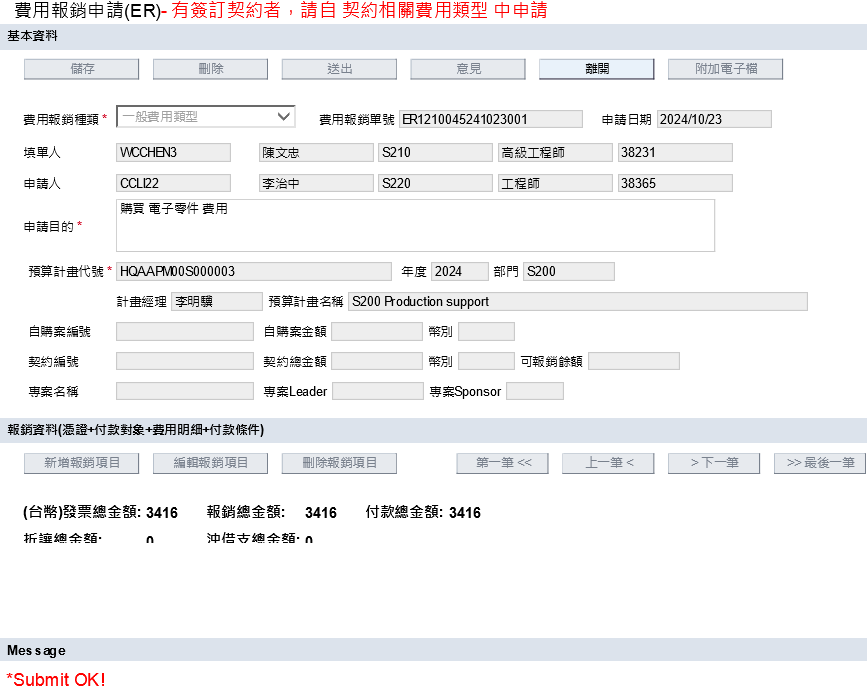 費用報銷申請(ER)- 有簽訂契約者，請自 契約相關費用類型 中申請
基本資料
儲存 刪除 送出 意見 離開 附加電子檔
費用報銷種類 * 一般費用類型 費用報銷單號 ER1210045241023001 申請日期 2024/10/23
填單人 WCCHEN3 陳文忠 S210 高級工程師 38231
申請人 CCLI22 李治中 S220 工程師 38365
申請目的 * 購買 電子零件 費用
預算計畫代號 * HQAAPM00S000003 年度 2024 部門 S200
計畫經理 李明驥 預算計畫名稱 S200 Production support
自購案編號 自購案金額 幣別
契約編號 契約總金額 幣別 可報銷餘額
專案名稱 專案Leader 專案Sponsor
報銷資料(憑證+付款對象+費用明細+付款條件)
新增報銷項目 編輯報銷項目 刪除報銷項目 第一筆 << 上一筆 < > 下一筆 >> 最後一筆
(台幣)發票總金額: 3416 報銷總金額: 3416 付款總金額: 3416
折讓總金額: 0 沖借支總金額: 0
Message
*Submit OK!